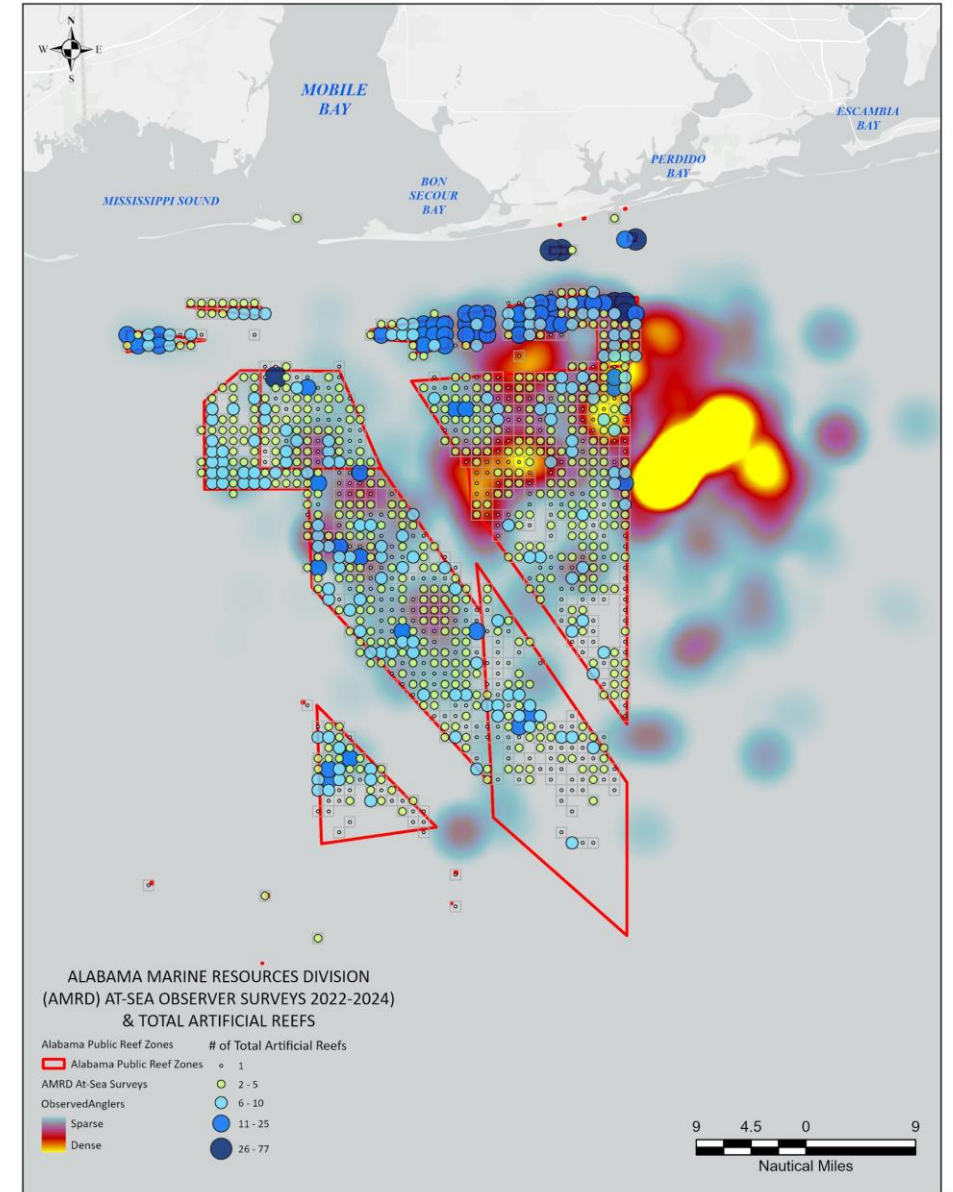 N
W E
S
MOBILE
BAY
ESCAMBIA
BAY
PERDIDO
BAY
BON
SECOUR
BAY
MISSISSIPPI SOUND
ALABAMA MARINE RESOURCES DIVISION
(AMRD) AT-SEA OBSERVER SURVEYS 2022-2024)
& TOTAL ARTIFICIAL REEFS
Alabama Public Reef Zones
Alabama Public Reef Zones
AMRD At-Sea Surveys
ObservedAnglers
Sparse
Dense
# of Total Artificial Reefs
1
2 - 5
6 - 10
11 - 25
26 - 77
9 4.5 0 9
Nautical Miles